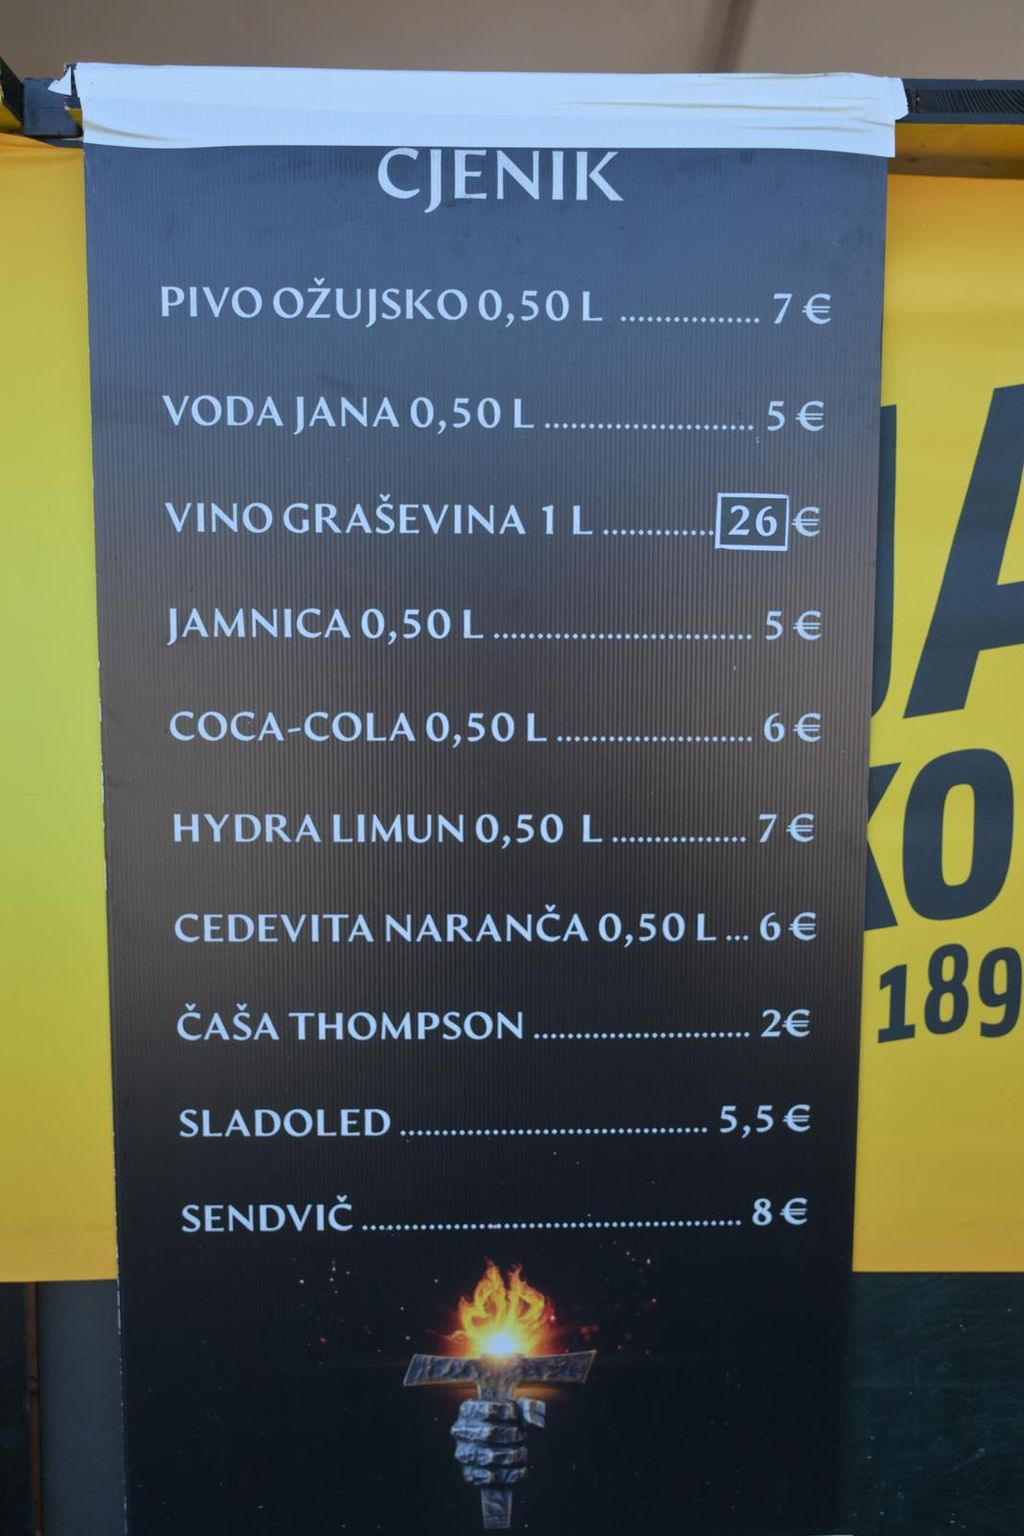 CJENIK
PIVO OŽUJSKO 0,50 L ................ 7 €
VODA JANA 0,50 L ........................ 5 €
VINO GRAŠEVINA 1 L ............. 26 €
JAMNICA 0,50 L ............................. 5 €
COCA-COLA 0,50 L ...................... 6 €
HYDRA LIMUN 0,50 L ............... 7 €
CEDEVITA NARANČA 0,50 L ... 6 €
ČAŠA THOMPSON ........................ 2€
SLADOLED ................................... 5,5 €
SENDVIČ ........................................... 8 €